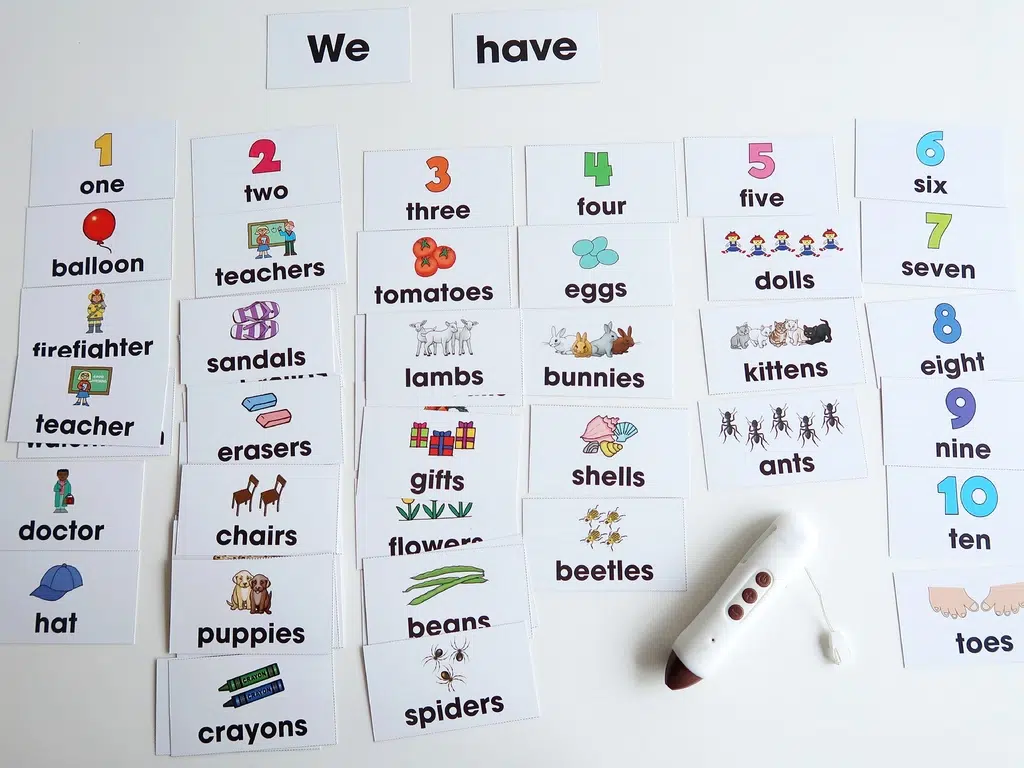 We
have
1
one
balloon
firefighter
teacher
doctor
hat
2
two
teachers
sandals
erasers
chairs
puppies
CRAYON
CRAYON
crayons
3
three
tomatoes
lambs
gifts
flowers
beans
spiders
4
four
eggs
bunnies
shells
beetles
5
five
dolls
kittens
ants
6
six
7
seven
8
eight
9
nine
10
ten
toes